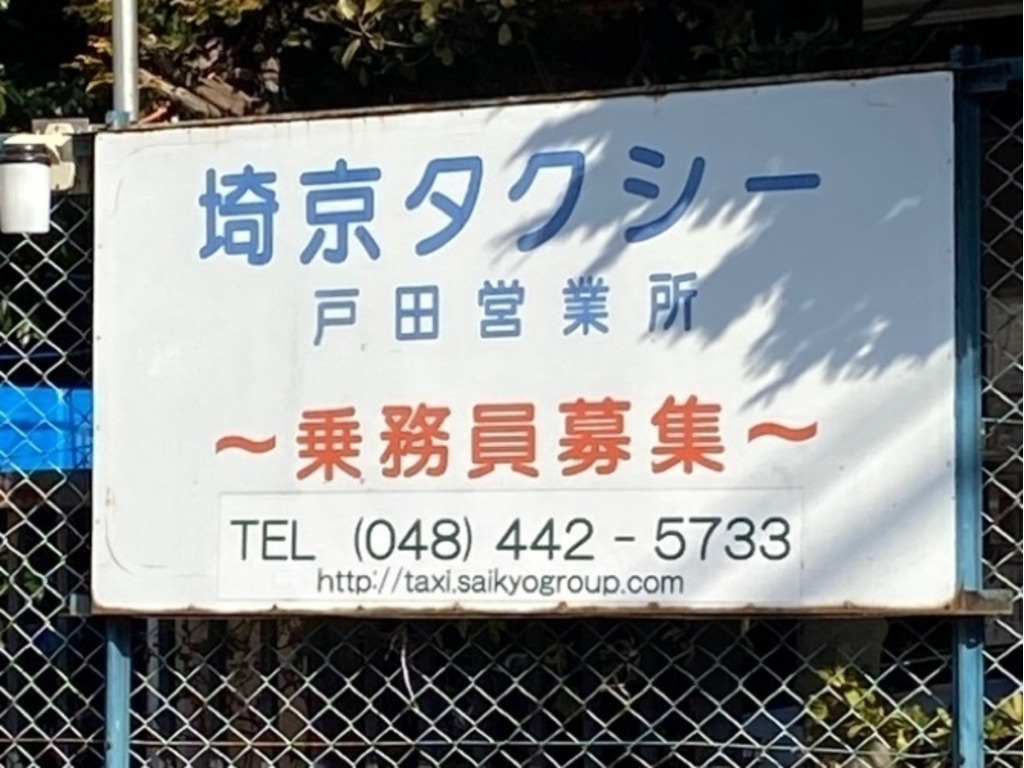 埼京タクシー
戸田営業所
～乗務員募集～
TEL (048) 442-5733
http://taxi.saikyogroup.com